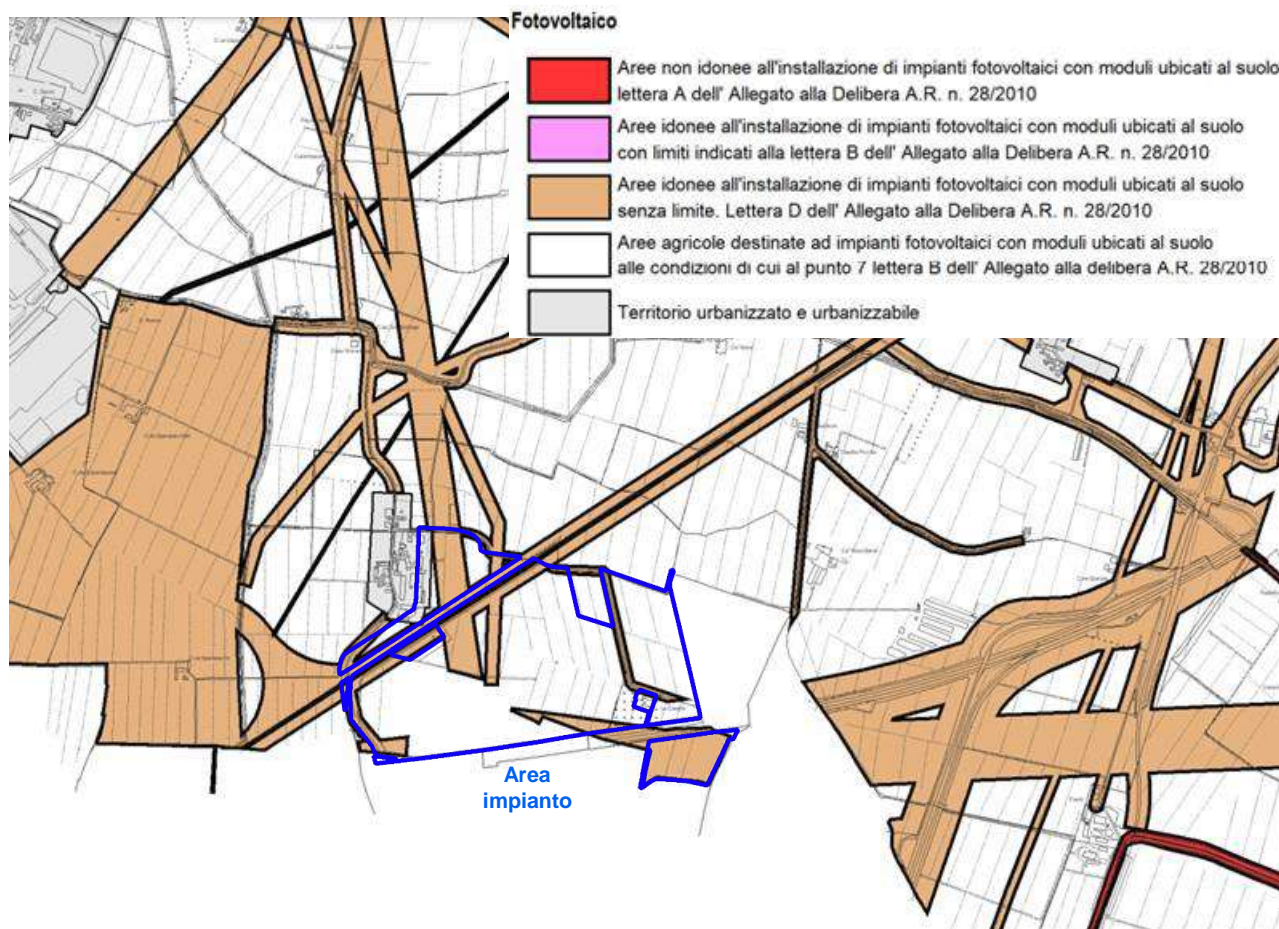 Fotovoltaico
Aree non idonee all'installazione di impianti fotovoltaici con moduli ubicati al suolo
lettera A dell' Allegato alla Delibera A.R. n. 28/2010
Aree idonee all'installazione di impianti fotovoltaici con moduli ubicati al suolo
con limiti indicati alla lettera B dell' Allegato alla Delibera A.R. n. 28/2010
Aree idonee all'installazione di impianti fotovoltaici con moduli ubicati al suolo
senza limite. Lettera D dell' Allegato alla Delibera A.R. n. 28/2010
Aree agricole destinate ad impianti fotovoltaici con moduli ubicati al suolo
alle condizioni di cui al punto 7 lettera B dell' Allegato alla delibera A.R. 28/2010
Territorio urbanizzato e urbanizzabile
Area
impianto